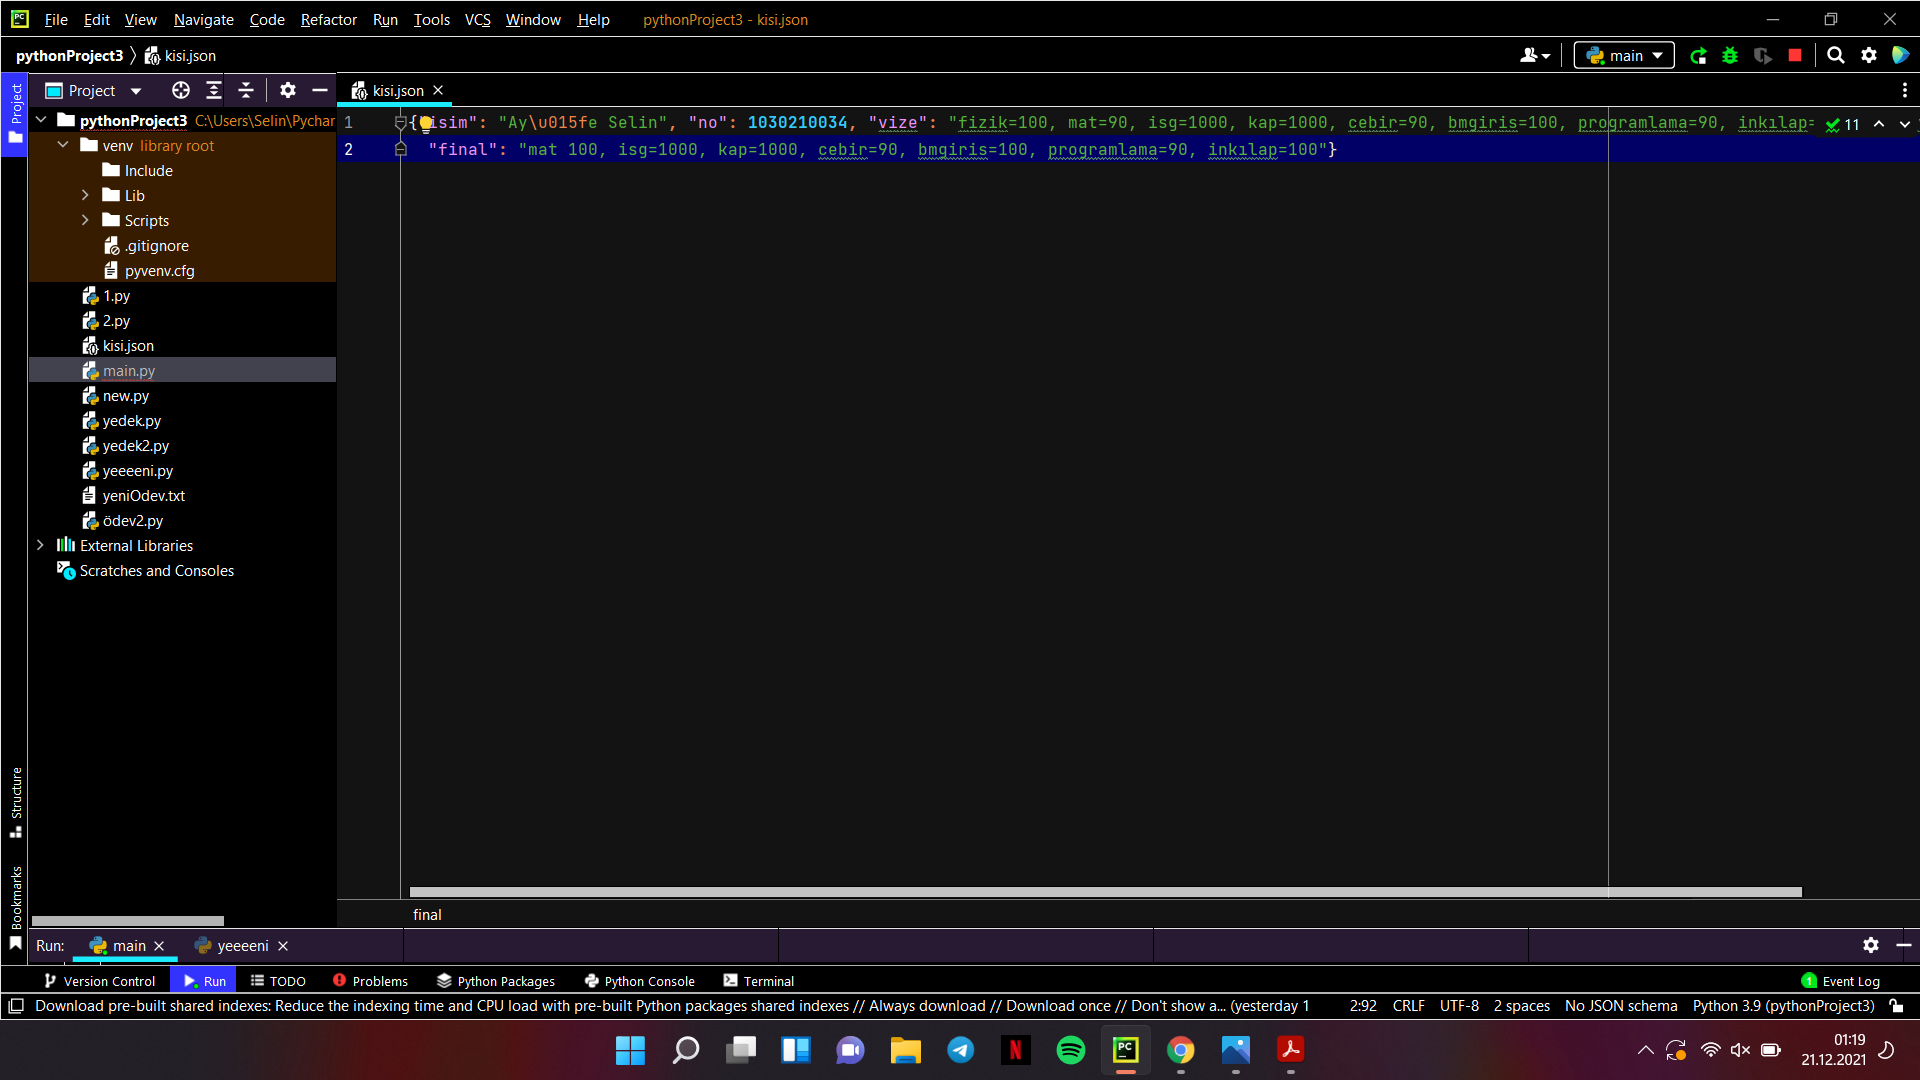 PC File Edit View Navigate Code Refactor Run Tools VCS Window Help pythonProject3 - kisi.json
pythonProject3 kisi.json
main
Project
Project
kisi.json
pythonProject3 C:\Users\Selin\Pychar
venv library root
Include
Lib
Scripts
.gitignore
pyvenv.cfg
1.py
2.py
kisi.json
main.py
new.py
yedek.py
yedek2.py
yeeeeni.py
yeniOdev.txt
ödev2.py
External Libraries
Scratches and Consoles
1 {"isim": "Ay\u015fe Selin", "no": 1030210034, "vize": "fizik=100, mat=90, isg=1000, kap=1000, cebir=90, bmgiris=100, programlama=90, inkılap=
11
2 "final": "mat 100, isg=1000, kap=1000, cebir=90, bmgiris=100, programlama=90, inkılap=100"}
Structure
Bookmarks
final
Run: main yeeeeni
Version Control Run TODO Problems Python Packages Python Console Terminal 1 Event Log
Download pre-built shared indexes: Reduce the indexing time and CPU load with pre-built Python packages shared indexes // Always download // Download once // Don't show a... (yesterday 1 2:92 CRLF UTF-8 2 spaces No JSON schema Python 3.9 (pythonProject3)
N PC
01:19
21.12.2021